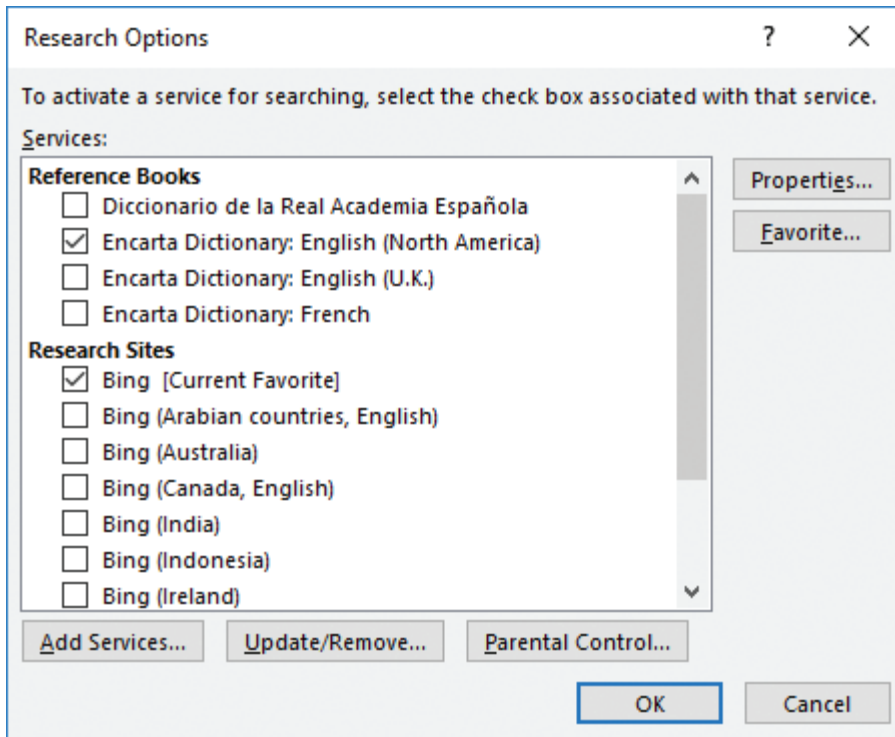 Research Options
To activate a service for searching, select the check box associated with that service.
Services:
Reference Books
Diccionario de la Real Academia Española
Encarta Dictionary: English (North America)
Encarta Dictionary: English (U.K.)
Encarta Dictionary: French
Research Sites
Bing [Current Favorite]
Bing (Arabian countries, English)
Bing (Australia)
Bing (Canada, English)
Bing (India)
Bing (Indonesia)
Bing (Ireland)
Properties...
Favorite...
Add Services...
Update/Remove...
Parental Control...
OK
Cancel